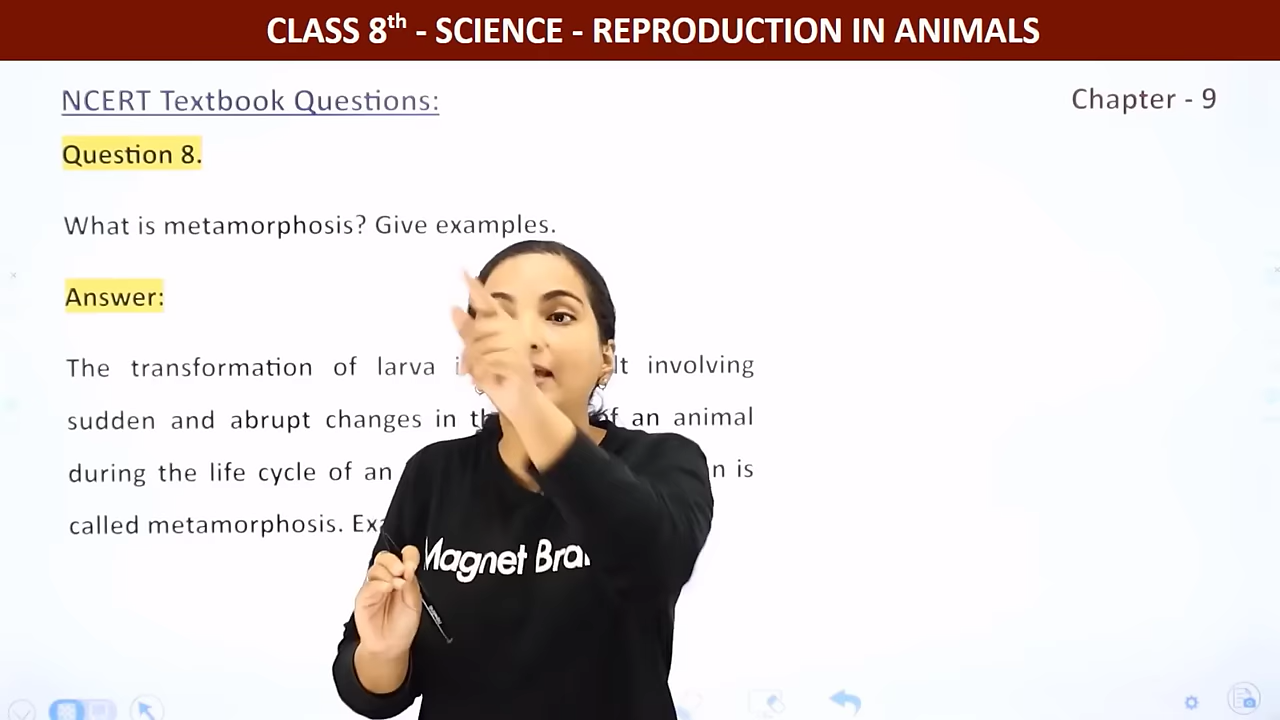 CLASS 8th - SCIENCE - REPRODUCTION IN ANIMALS
NCERT Textbook Questions:
Chapter - 9
Question 8.
What is metamorphosis? Give examples.
Answer:
The transformation of larva involving
sudden and abrupt changes in of an animal
during the life cycle of an is
called metamorphosis.
Magnet